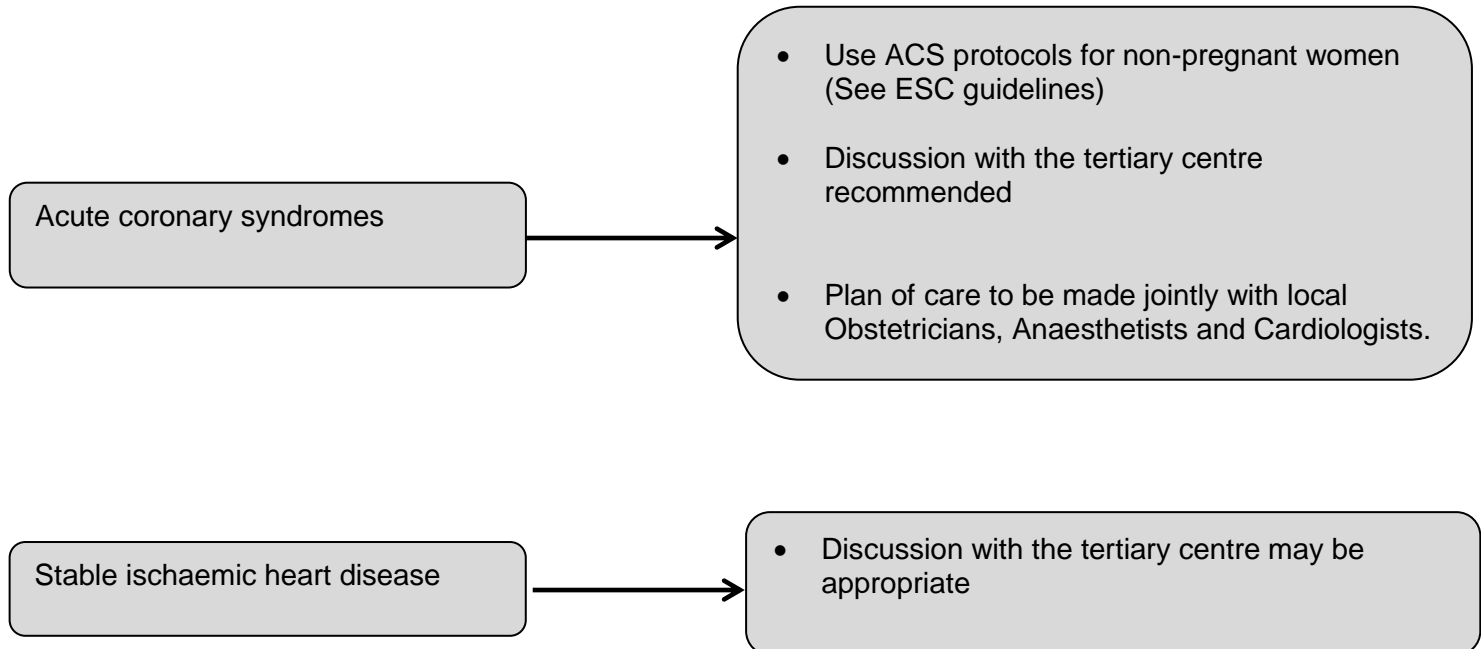 Acute coronary syndromes
• Use ACS protocols for non-pregnant women
(See ESC guidelines)
• Discussion with the tertiary centre
recommended
• Plan of care to be made jointly with local
Obstetricians, Anaesthetists and Cardiologists.
Stable ischaemic heart disease
• Discussion with the tertiary centre may be
appropriate